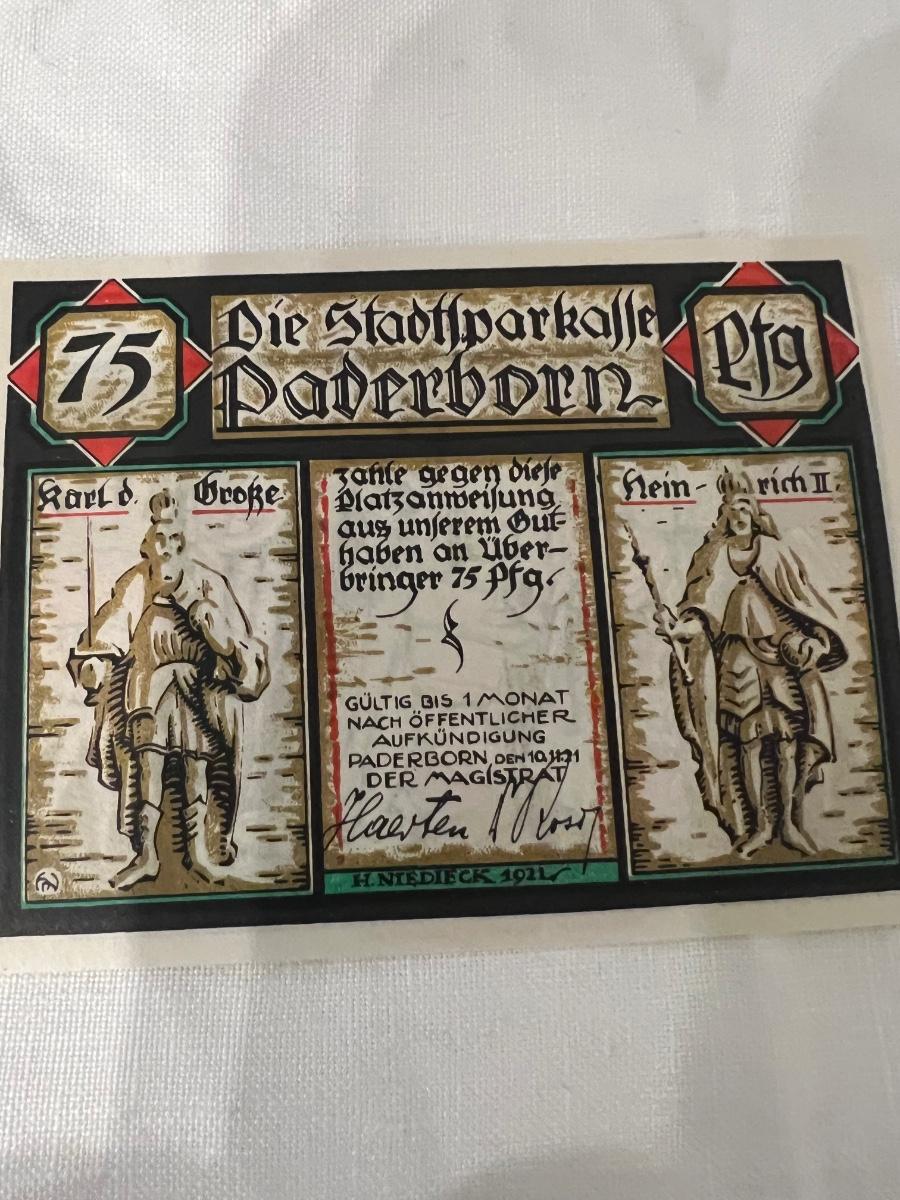 75
Die Stadtsparkasse
Paderborn
Pfg
Karl d. Große
zahle gegen diese
Platzanweisung
aus unserem Gut-
haben an Über-
bringer 75 Pfg.
GÜLTIG BIS 1 MONAT
NACH ÖFFENTLICHER
AUFKÜNDIGUNG
PADERBORN DEN 10.11.21
DER MAGISTRAT
Haerten
H. NIEDIECK 1921
Hein-rich II.